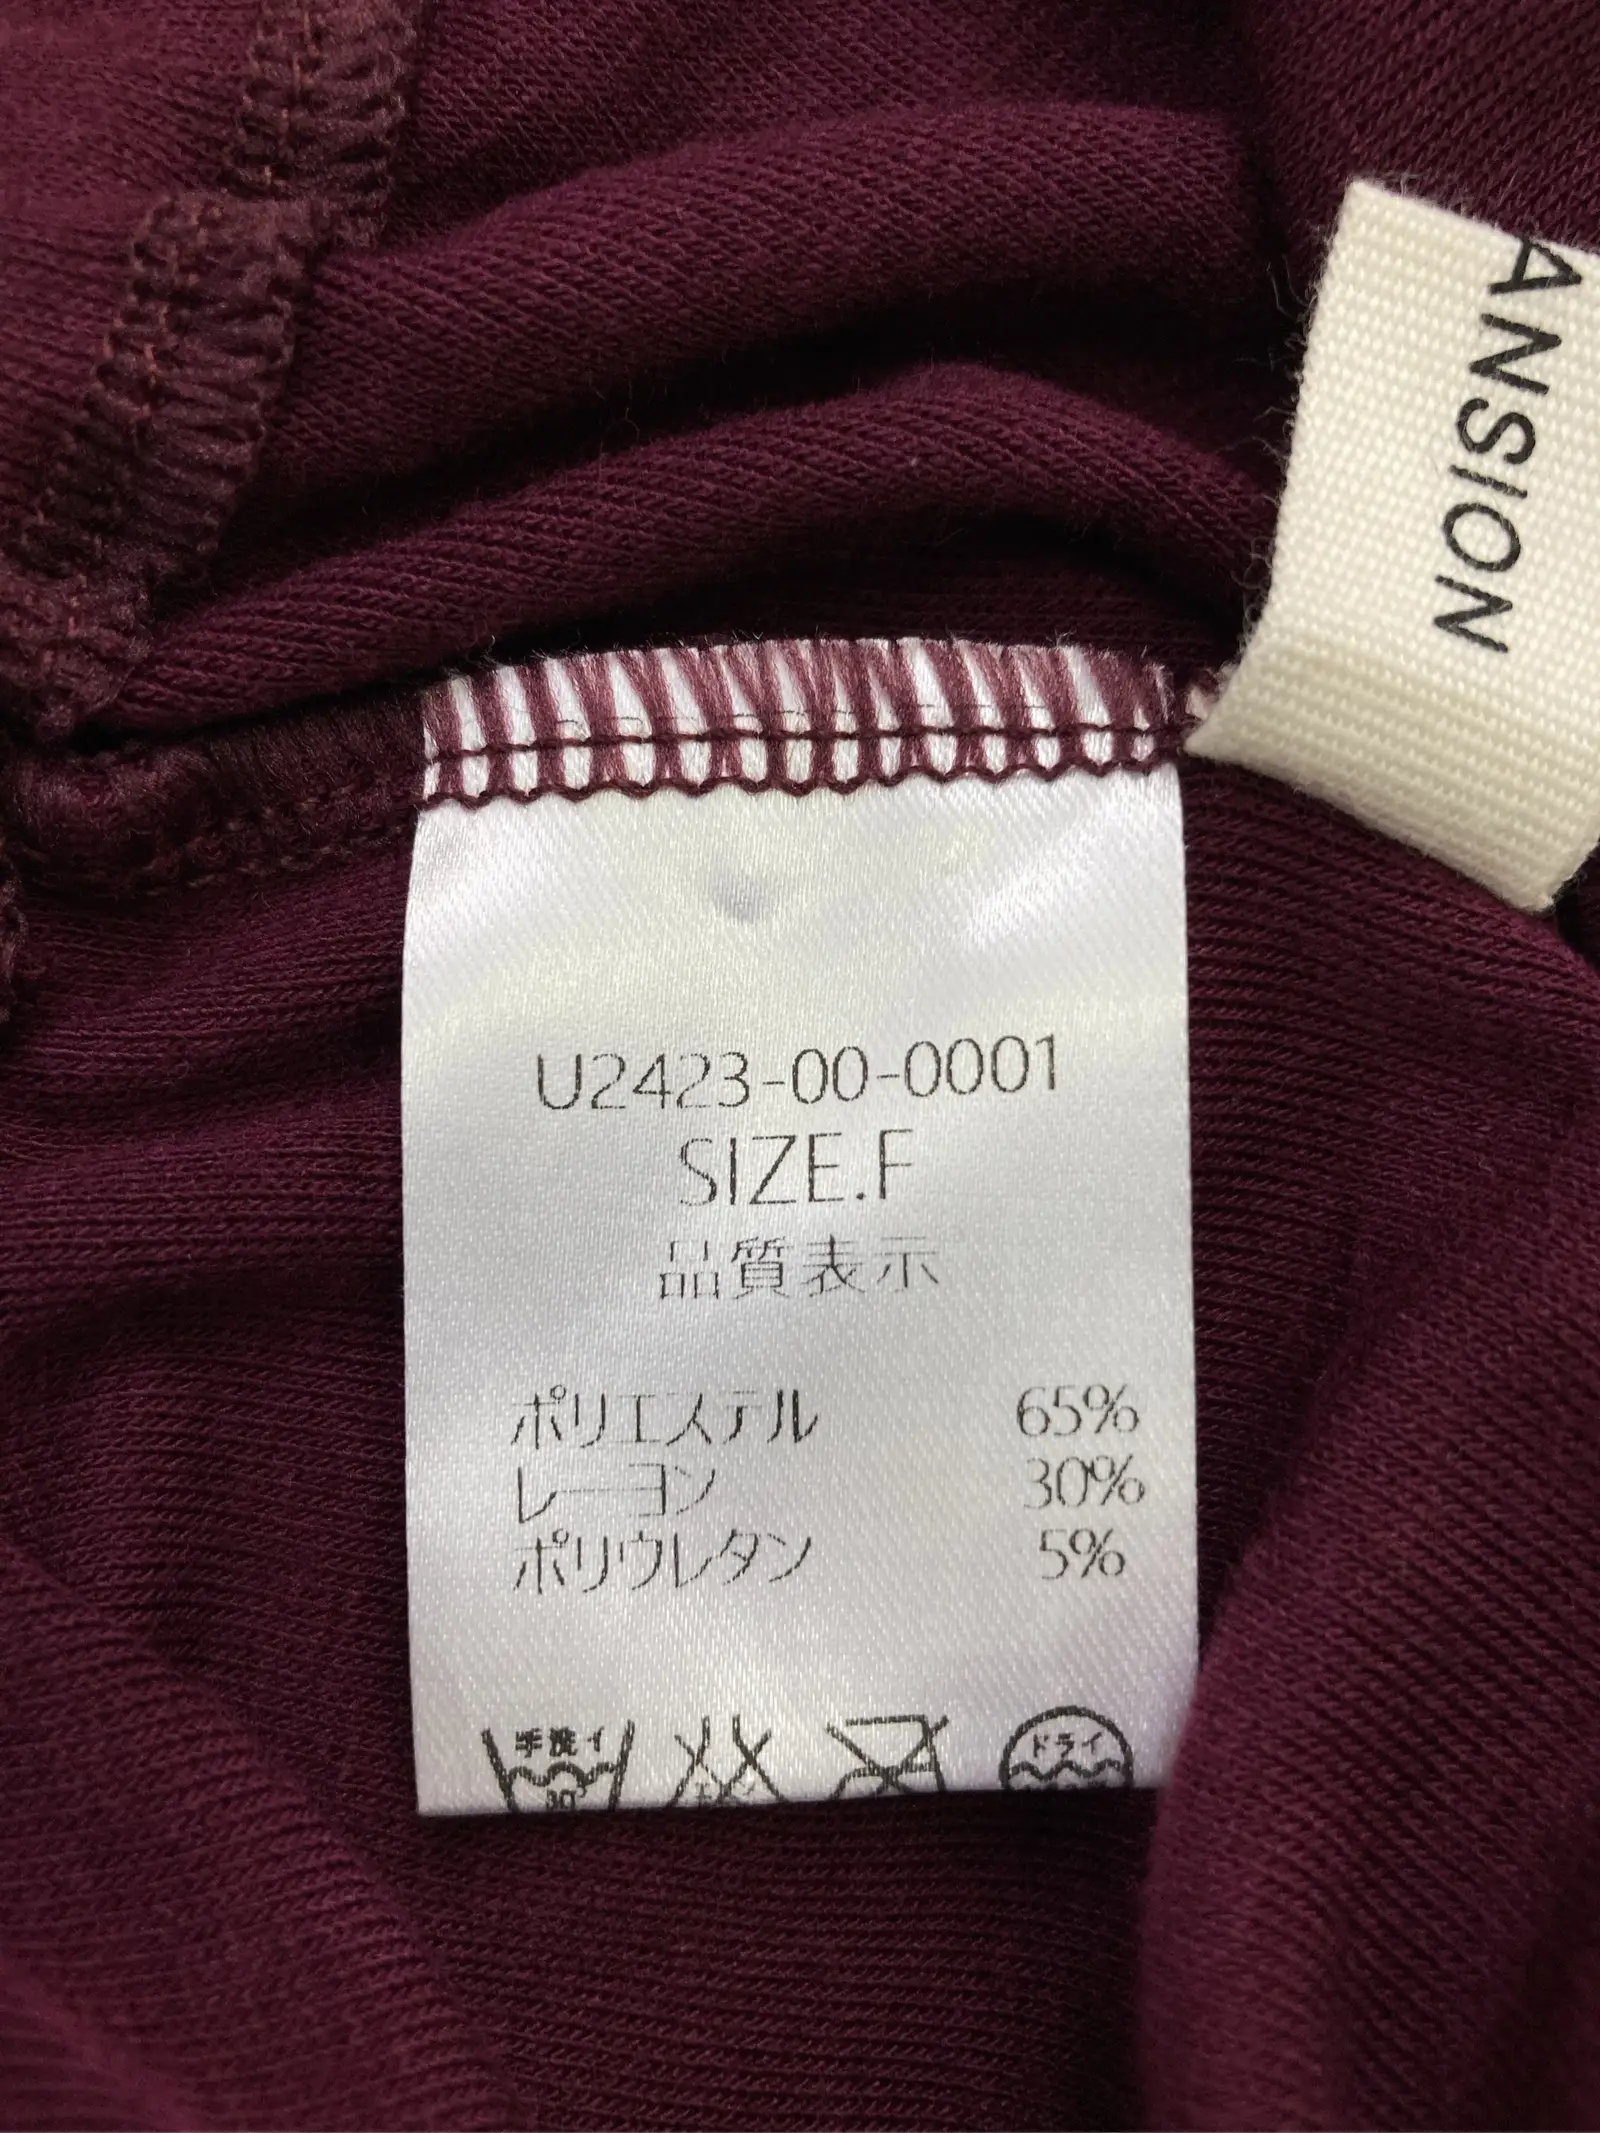 ANSION
U2423-00-0001
SIZE.F
品質表示
ポリエステル 65%
レーヨン 30%
ポリウレタン 5%
手洗イ ドライ
30